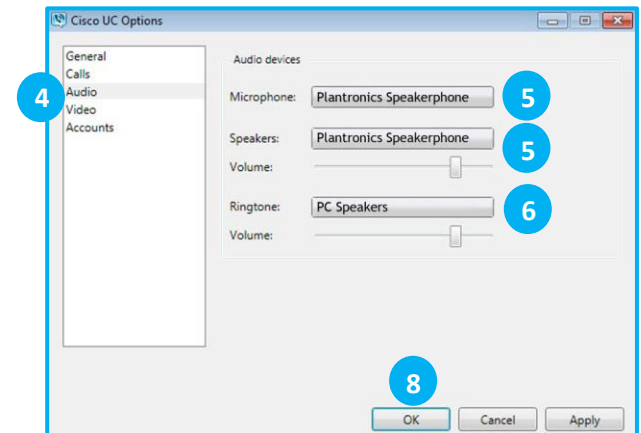 Cisco UC Options
General
Calls
4 Audio
Video
Accounts
Audio devices
Microphone: Plantronics Speakerphone 5
Speakers: Plantronics Speakerphone 5
Volume:
Ringtone: PC Speakers 6
Volume:
8
OK Cancel Apply